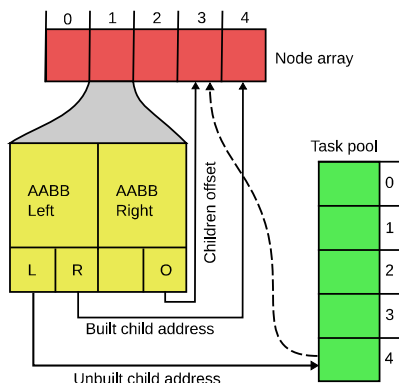 0 1 2 3 4
Node array
Task pool
AABB
Left
AABB
Right
L R O
Children offset
0
1
2
3
4
Built child address
Unbuilt child address